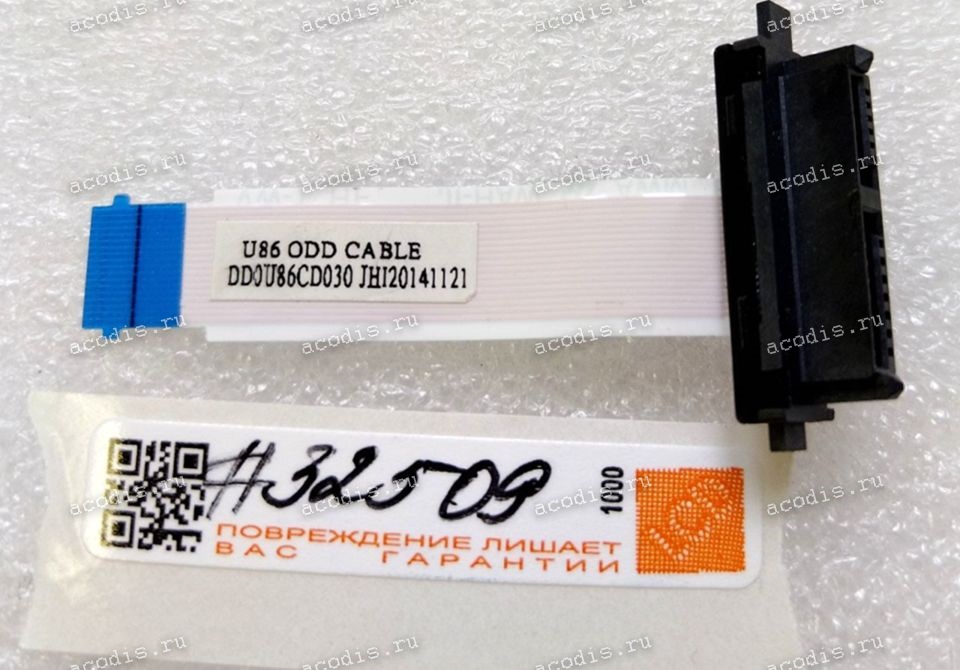 U86 ODD CABLE
DD0U86CD030 JHI20141121
#32509
1000
ПОВРЕЖДЕНИЕ ЛИШАЕТ
ВАС ГАРАНТИИ
acodis.ru